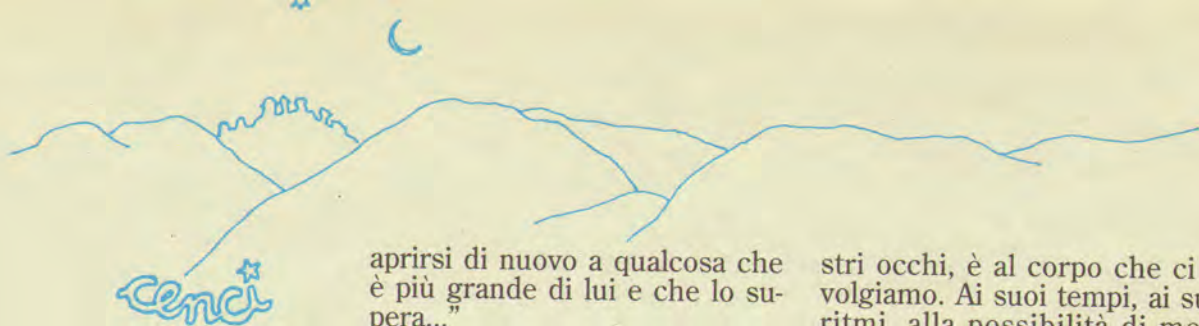 cenci
aprirsi di nuovo a qualcosa che
è più grande di lui e che lo su-
pera..."
stri occhi, è al corpo che ci
volgiamo. Ai suoi tempi, ai
ritmi, alla possibilità di